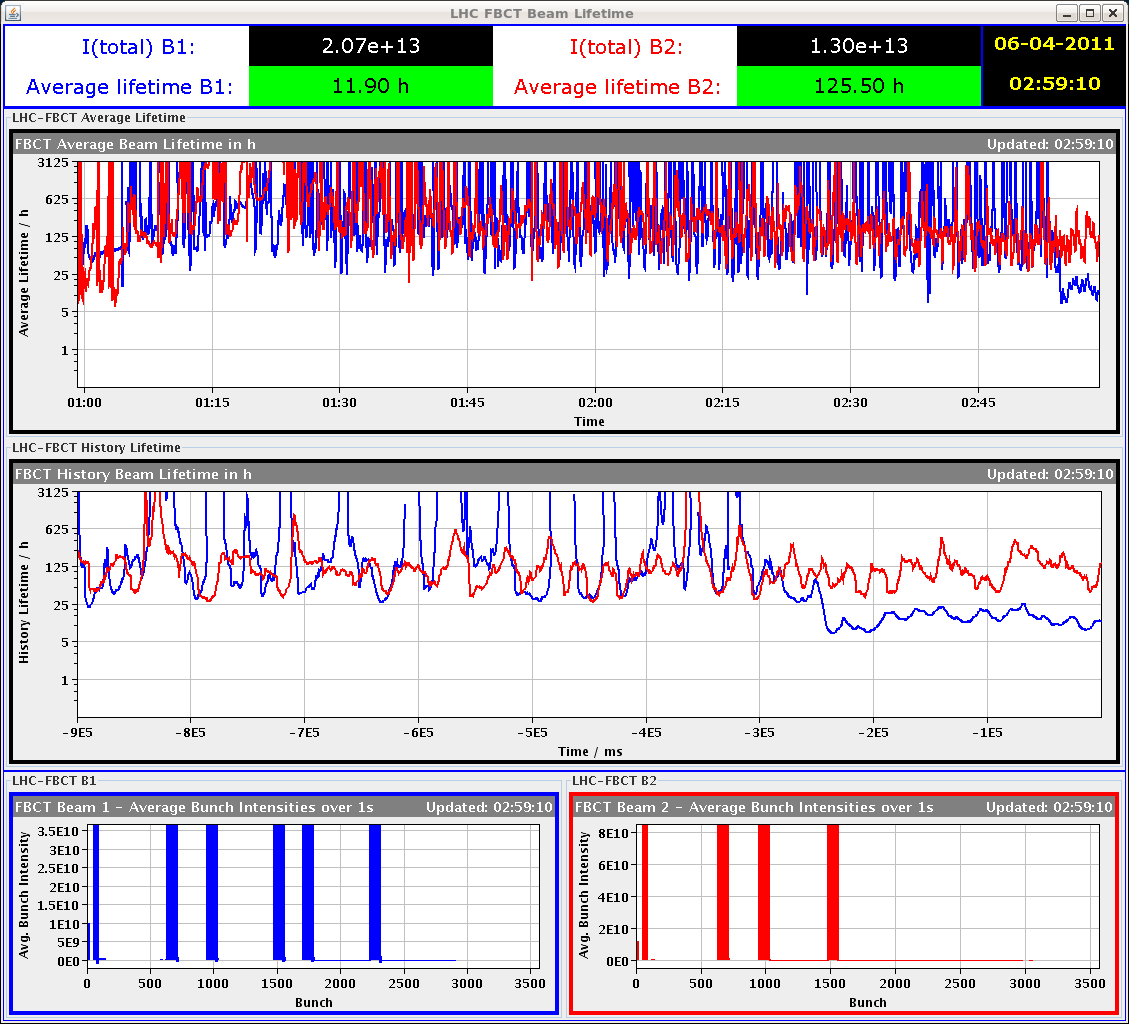 LHC FBCT Beam Lifetime
I(total) B1: 2.07e+13 I(total) B2: 1.30e+13 06-04-2011
Average lifetime B1: 11.90 h Average lifetime B2: 125.50 h 02:59:10
LHC-FBCT Average Lifetime
FBCT Average Beam Lifetime in h Updated: 02:59:10
Average Lifetime / h
3125
625
125
25
5
1
01:00 01:15 01:30 01:45 02:00 02:15 02:30 02:45
Time
LHC-FBCT History Lifetime
FBCT History Beam Lifetime in h Updated: 02:59:10
History Lifetime / h
3125
625
125
25
5
1
-9E5 -8E5 -7E5 -6E5 -5E5 -4E5 -3E5 -2E5 -1E5
Time / ms
LHC-FBCT B1
FBCT Beam 1 - Average Bunch Intensities over 1s Updated: 02:59:10
Avg. Bunch Intensity
3.5E10
3E10
2.5E10
2E10
1.5E10
1E10
5E9
0E0
0 500 1000 1500 2000 2500 3000 3500
Bunch
LHC-FBCT B2
FBCT Beam 2 - Average Bunch Intensities over 1s Updated: 02:59:10
Avg. Bunch Intensity
8E10
6E10
4E10
2E10
0E0
0 500 1000 1500 2000 2500 3000 3500
Bunch